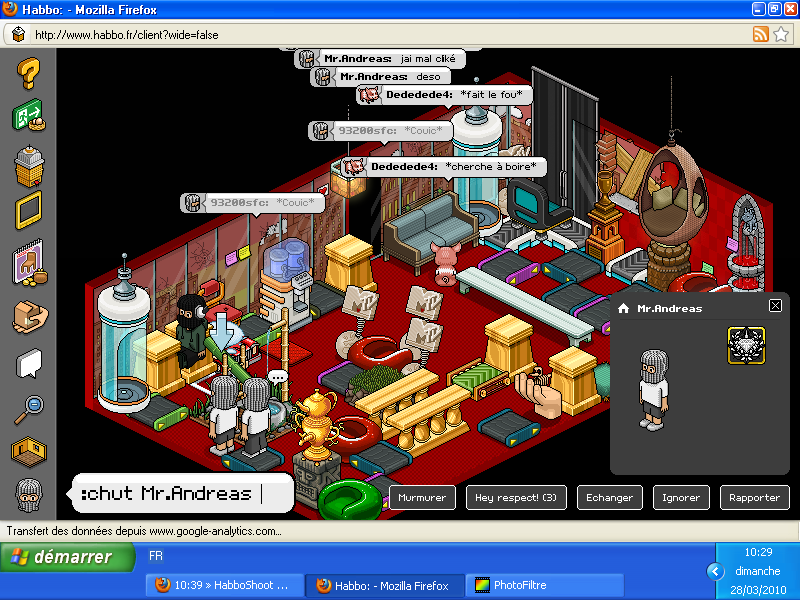 Habbo: - Mozilla Firefox
http://www.habbo.fr/client?wide=false
Mr.Andreas: jai mal cliké
Mr.Andreas: deso
Dededede4: *fait le fou*
93200sfc: *Couic*
Dededede4: *cherche à boire*
93200sfc: *Couic*
Mr.Andreas
:chut Mr.Andreas
Murmurer
Hey respect! (3)
Echanger
Ignorer
Rapporter
Transfert des données depuis www.google-analytics.com...
démarrer
FR
10:39 » HabboShoot ...
Habbo: - Mozilla Firefox
PhotoFiltre
10:29
dimanche
28/03/2010